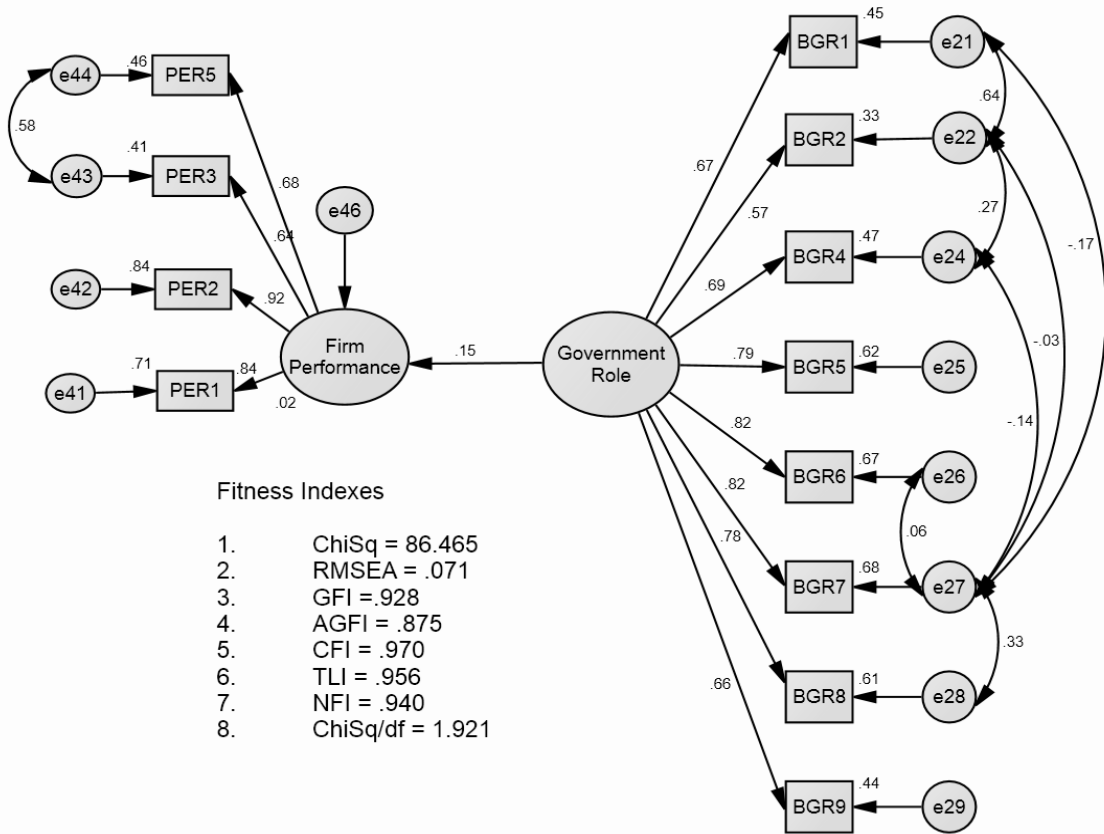 e44
.46
PER5
.58
e43
.41
PER3
.68
e46
.64
e42
.84
PER2
.92
Firm
Performance
e41
.71
PER1
.84
.02
.15
Government
Role
.67
BGR1
.45
e21
.64
.57
BGR2
.33
e22
.27
-.17
.69
BGR4
.47
e24
-.03
.79
BGR5
.62
e25
-.14
.82
BGR6
.67
e26
.06
.82
BGR7
.68
e27
.33
.78
BGR8
.61
e28
.66
BGR9
.44
e29
Fitness Indexes
1. ChiSq = 86.465
2. RMSEA = .071
3. GFI =.928
4. AGFI = .875
5. CFI = .970
6. TLI = .956
7. NFI = .940
8. ChiSq/df = 1.921